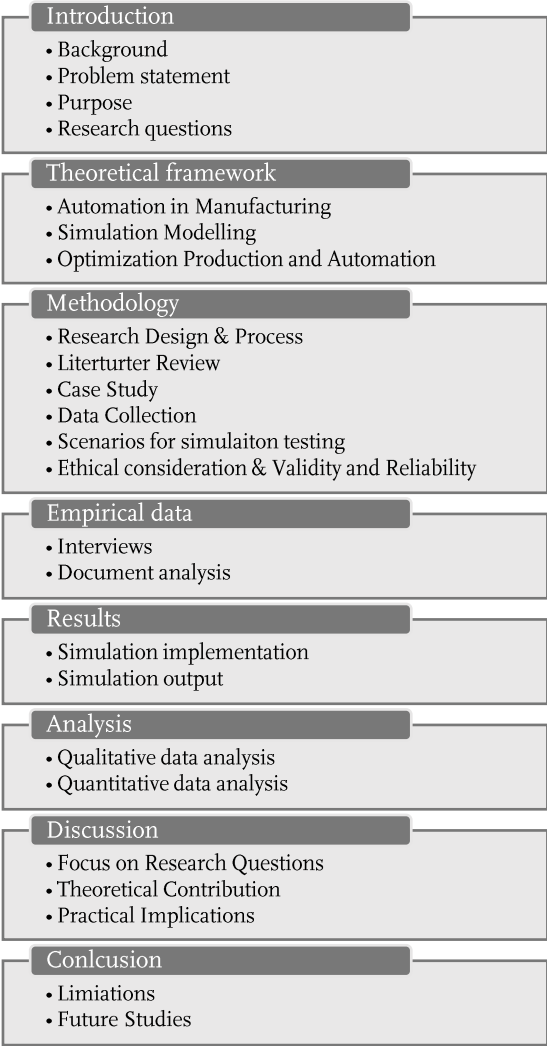 Introduction
• Background
• Problem statement
• Purpose
• Research questions
Theoretical framework
• Automation in Manufacturing
• Simulation Modelling
• Optimization Production and Automation
Methodology
• Research Design & Process
• Literturter Review
• Case Study
• Data Collection
• Scenarios for simulaiton testing
• Ethical consideration & Validity and Reliability
Empirical data
• Interviews
• Document analysis
Results
• Simulation implementation
• Simulation output
Analysis
• Qualitative data analysis
• Quantitative data analysis
Discussion
• Focus on Research Questions
• Theoretical Contribution
• Practical Implications
Conlcusion
• Limiations
• Future Studies